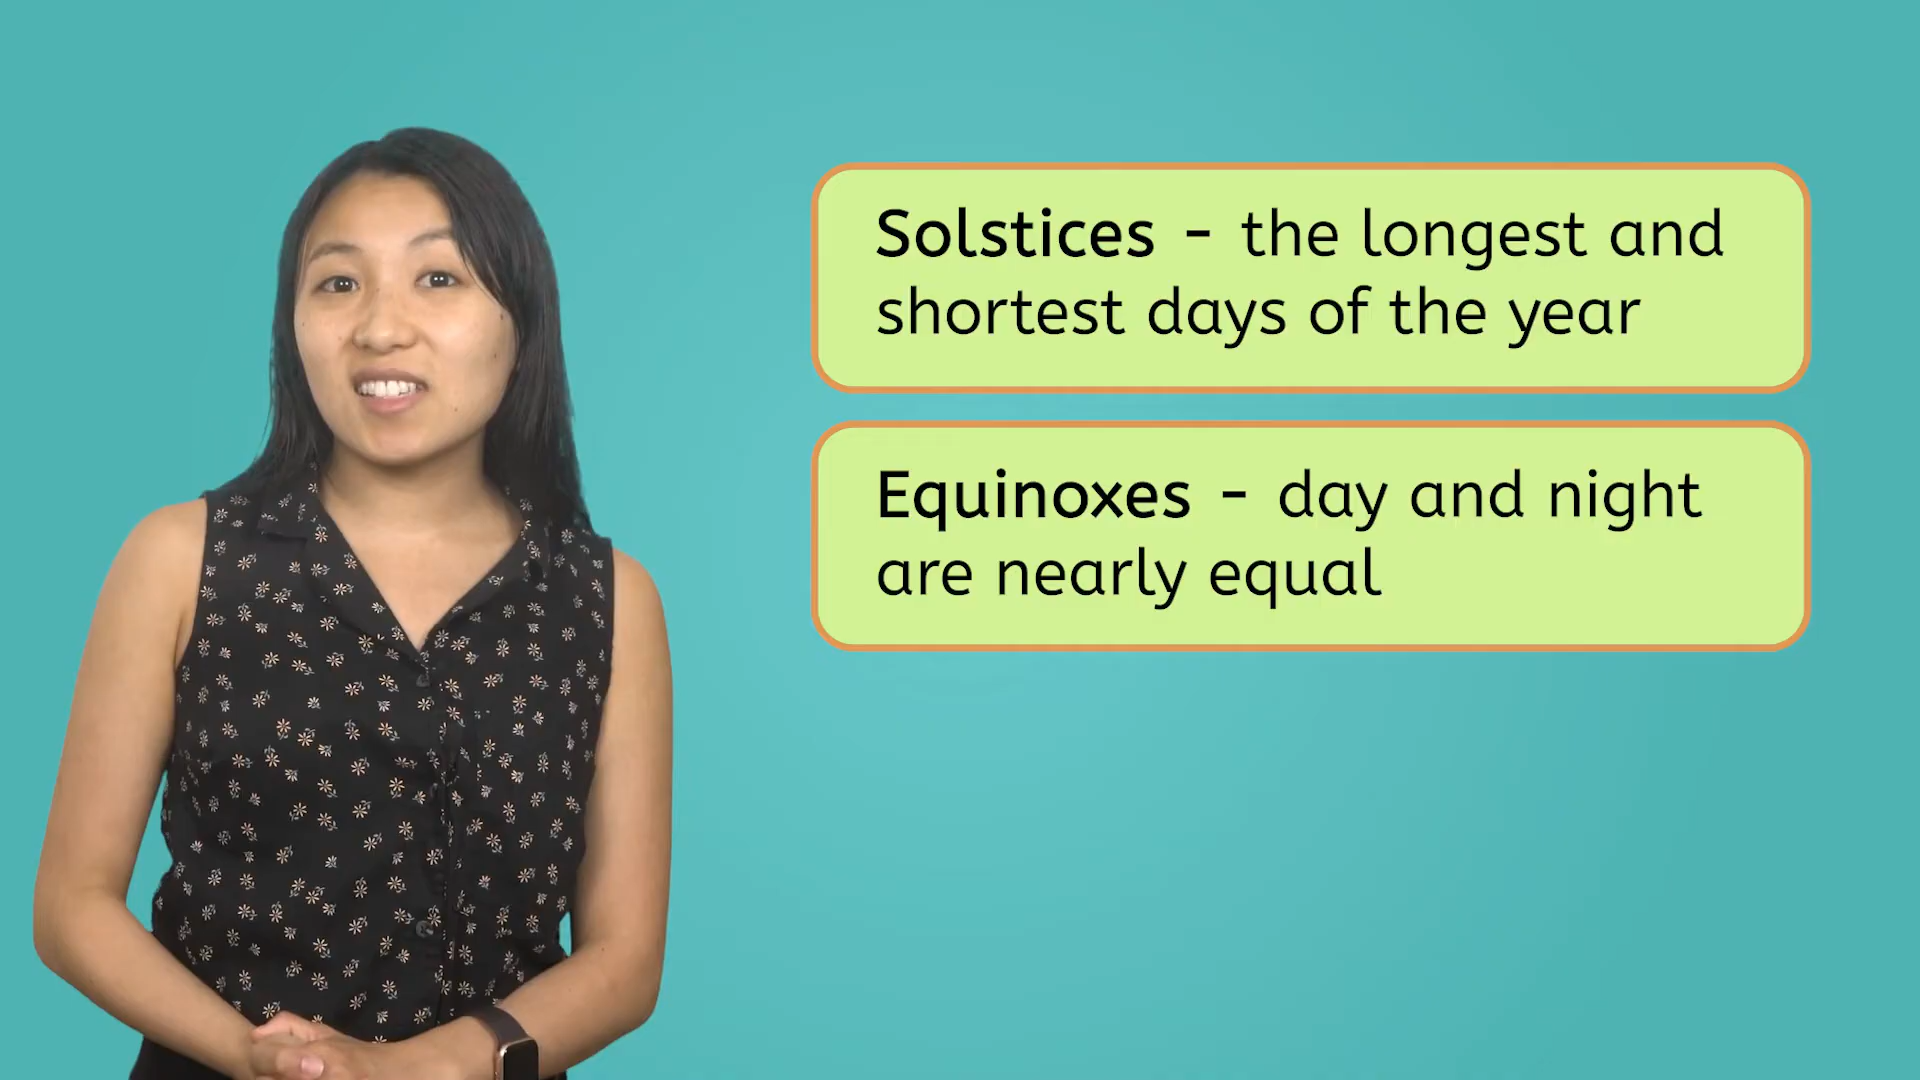 Solstices - the longest and
shortest days of the year
Equinoxes - day and night
are nearly equal